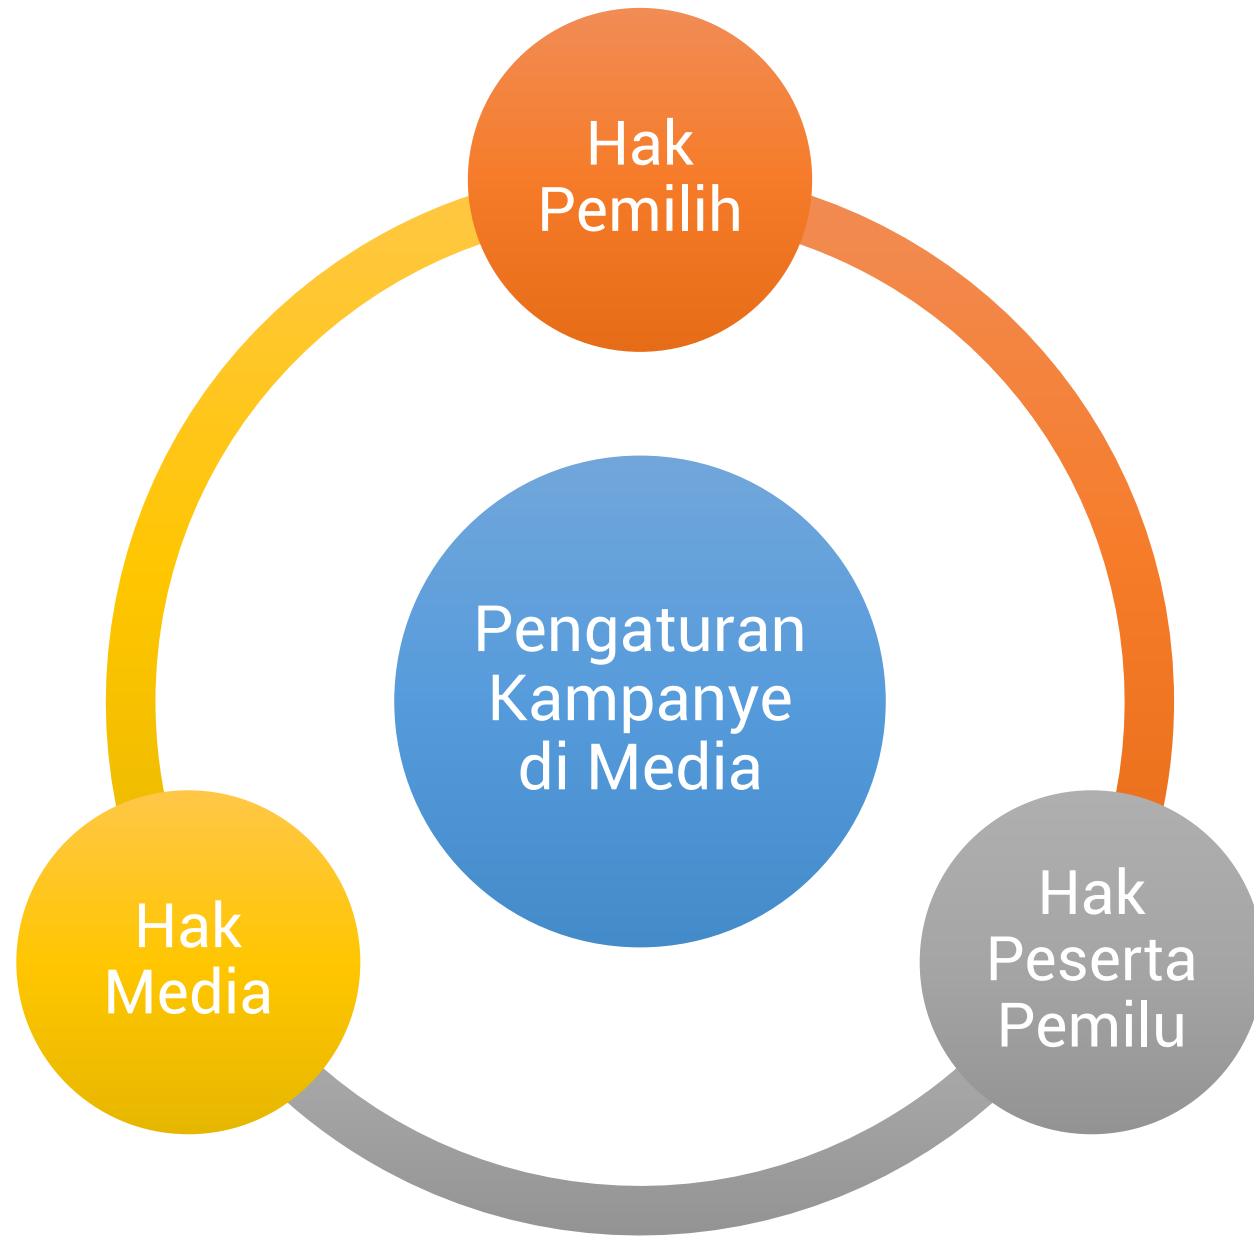 Hak
Pemilih
Pengaturan
Kampanye
di Media
Hak
Media
Hak
Peserta
Pemilu